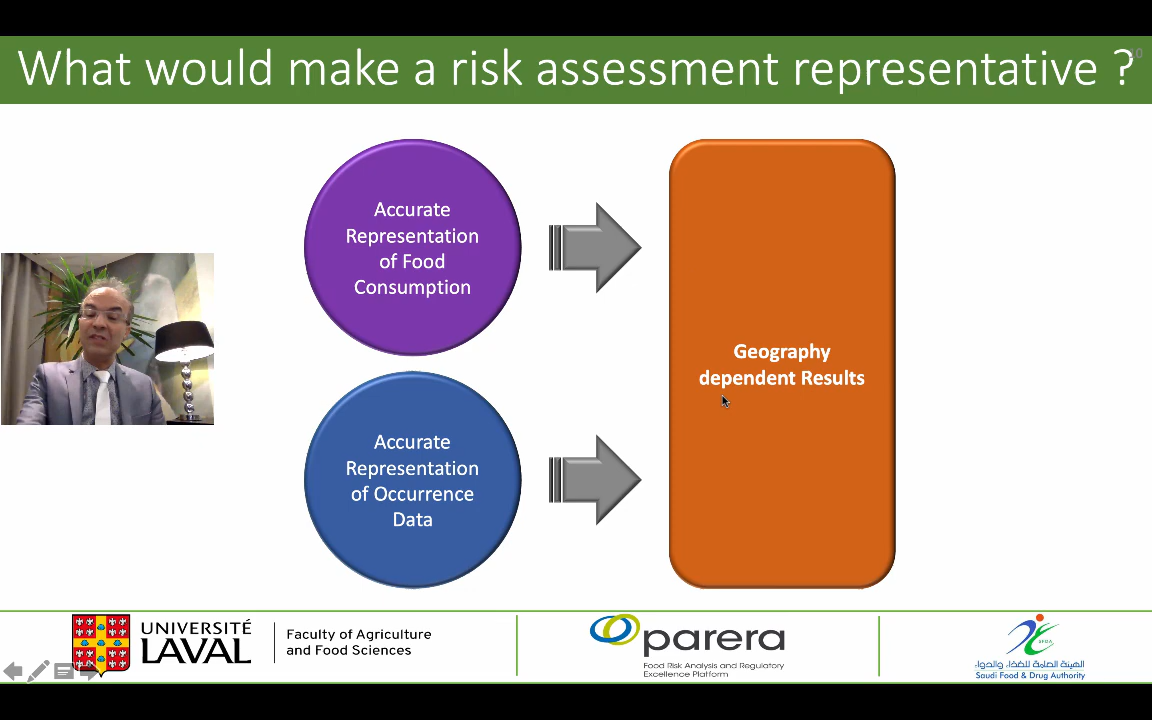 What would make a risk assessment representative ?
10
Accurate
Representation
of Food
Consumption
Geography
dependent Results
Accurate
Representation
of Occurrence
Data
UNIVERSITÉ
LAVAL
Faculty of Agriculture
and Food Sciences
parera
Food Risk Analysis and Regulatory
Excellence Platform
SFDA
الهيئة العامة للغذاء والدواء
Saudi Food & Drug Authority